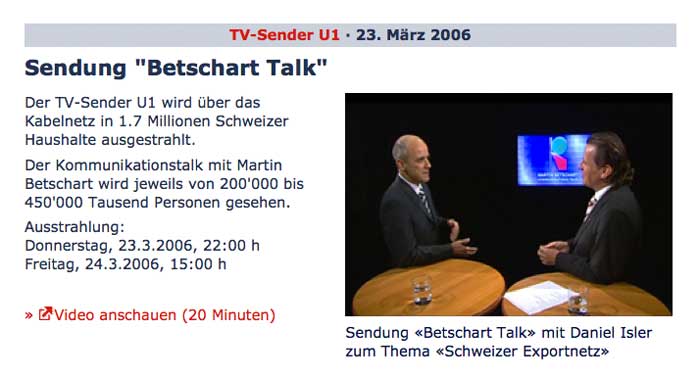 TV-Sender U1 · 23. März 2006
Sendung "Betschart Talk"
Der TV-Sender U1 wird über das
Kabelnetz in 1.7 Millionen Schweizer
Haushalte ausgestrahlt.
Der Kommunikationstalk mit Martin
Betschart wird jeweils von 200'000 bis
450'000 Tausend Personen gesehen.
Ausstrahlung:
Donnerstag, 23.3.2006, 22:00 h
Freitag, 24.3.2006, 15:00 h
» Video anschauen (20 Minuten)
MARTIN BETSCHART
Sendung «Betschart Talk» mit Daniel Isler
zum Thema «Schweizer Exportnetz»